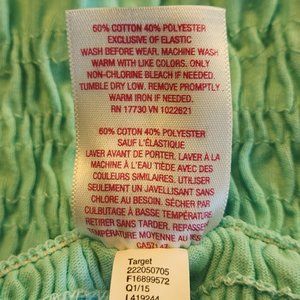 60% COTTON 40% POLYESTER
EXCLUSIVE OF ELASTIC
WASH BEFORE WEAR. MACHINE WASH
WARM WITH LIKE COLORS. ONLY
NON-CHLORINE BLEACH IF NEEDED.
TUMBLE DRY LOW. REMOVE PROMPTLY
WARM IRON IF NEEDED.
RN 17730 VN 1022621
60% COTON 40% POLYESTER
SAUF L'ÉLASTIQUE
LAVER AVANT DE PORTER. LAVER À LA
MACHINE À L'EAU TIÈDE AVEC DES
COULEURS SIMILAIRES. UTILISER
SEULEMENT UN JAVELLISANT SANS
CHLORE AU BESOIN. SÉCHER PAR
CULBUTAGE À BASSE TEMPÉRATURE
RETIRER SANS TARDER. REPASSER
TEMPÉRATURE MOYENNE AU
Target
222050705
F16899572
Q1/15
L419244